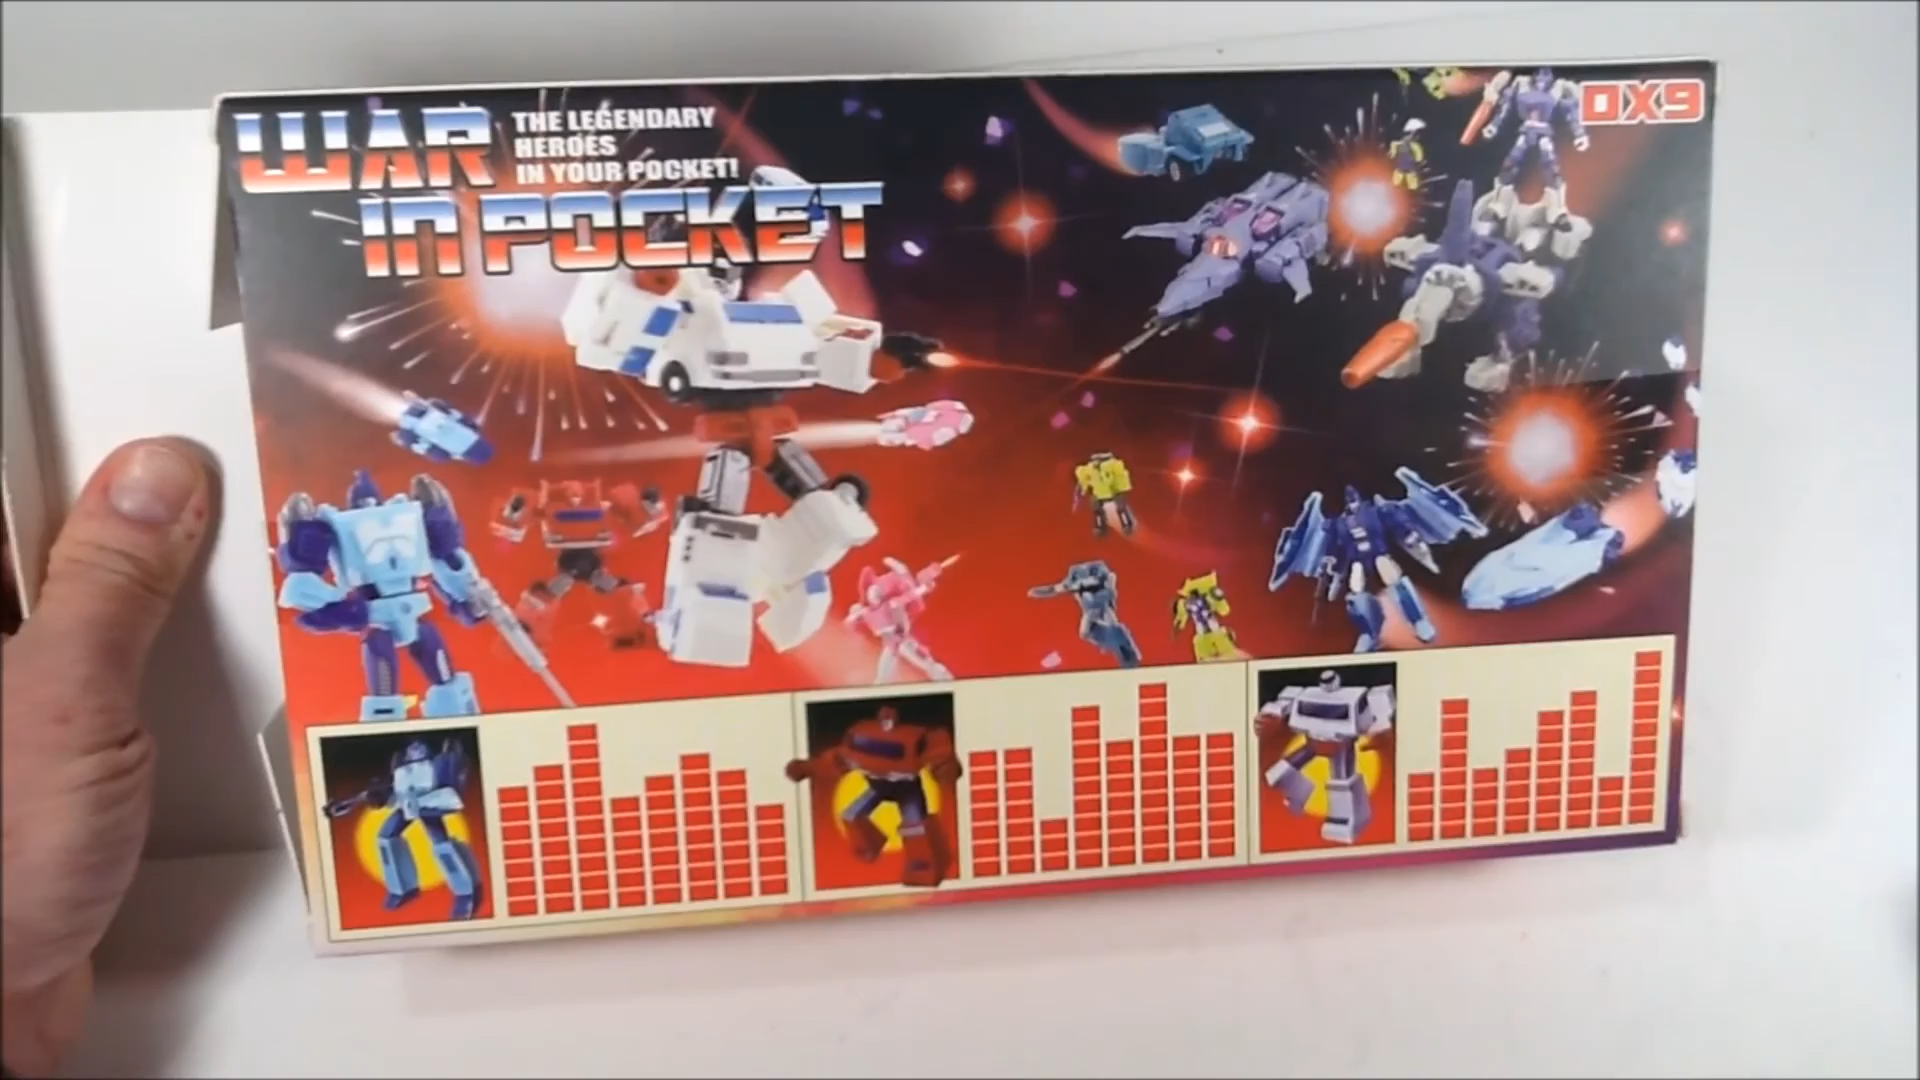 WAR
THE LEGENDARY
HEROES
IN YOUR POCKET!
IN POCKET
DX9